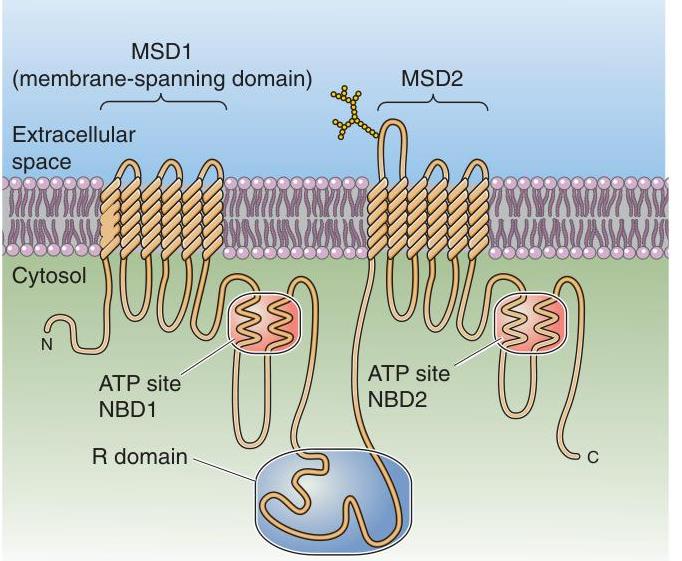 MSD1
(membrane-spanning domain)
MSD2
Extracellular
space
Cytosol
N
ATP site
NBD1
ATP site
NBD2
R domain
C